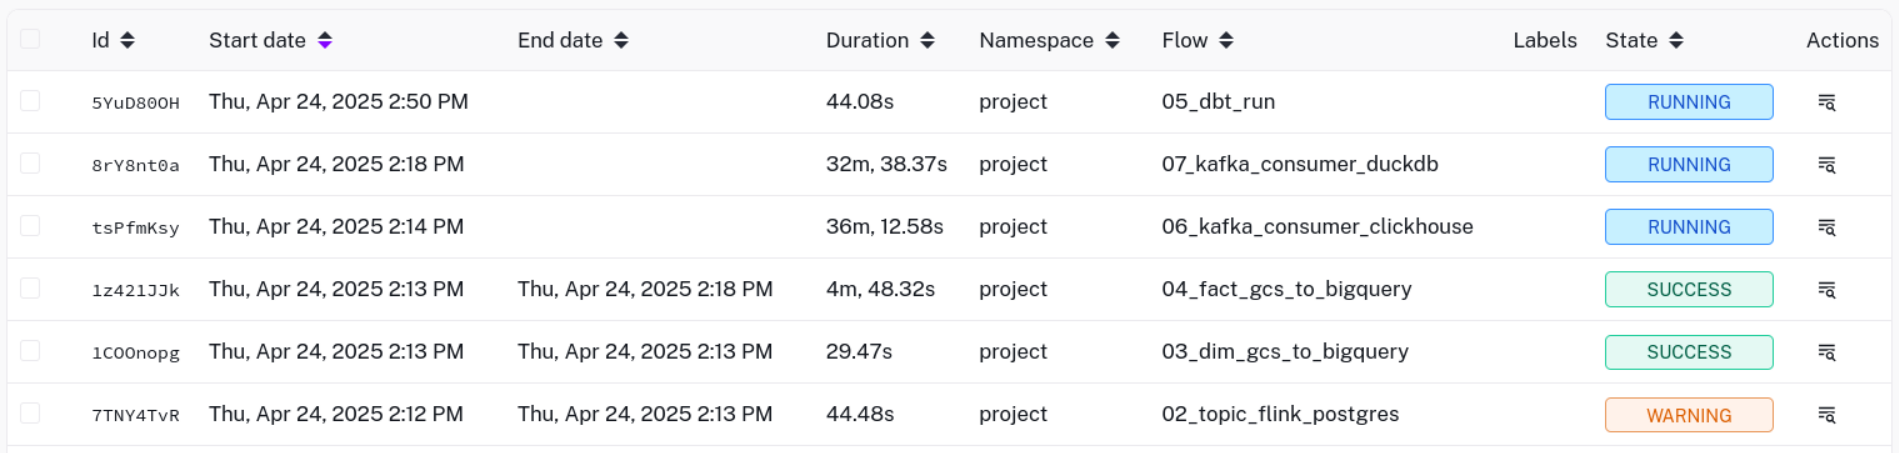 Id Start date End date Duration Namespace Flow Labels State Actions
5YuD80OH Thu, Apr 24, 2025 2:50 PM 44.08s project 05_dbt_run RUNNING
8rY8nt0a Thu, Apr 24, 2025 2:18 PM 32m, 38.37s project 07_kafka_consumer_duckdb RUNNING
tsPfmKsy Thu, Apr 24, 2025 2:14 PM 36m, 12.58s project 06_kafka_consumer_clickhouse RUNNING
1z421JJk Thu, Apr 24, 2025 2:13 PM Thu, Apr 24, 2025 2:18 PM 4m, 48.32s project 04_fact_gcs_to_bigquery SUCCESS
1COOnopg Thu, Apr 24, 2025 2:13 PM Thu, Apr 24, 2025 2:13 PM 29.47s project 03_dim_gcs_to_bigquery SUCCESS
7TNY4TvR Thu, Apr 24, 2025 2:12 PM Thu, Apr 24, 2025 2:13 PM 44.48s project 02_topic_flink_postgres WARNING